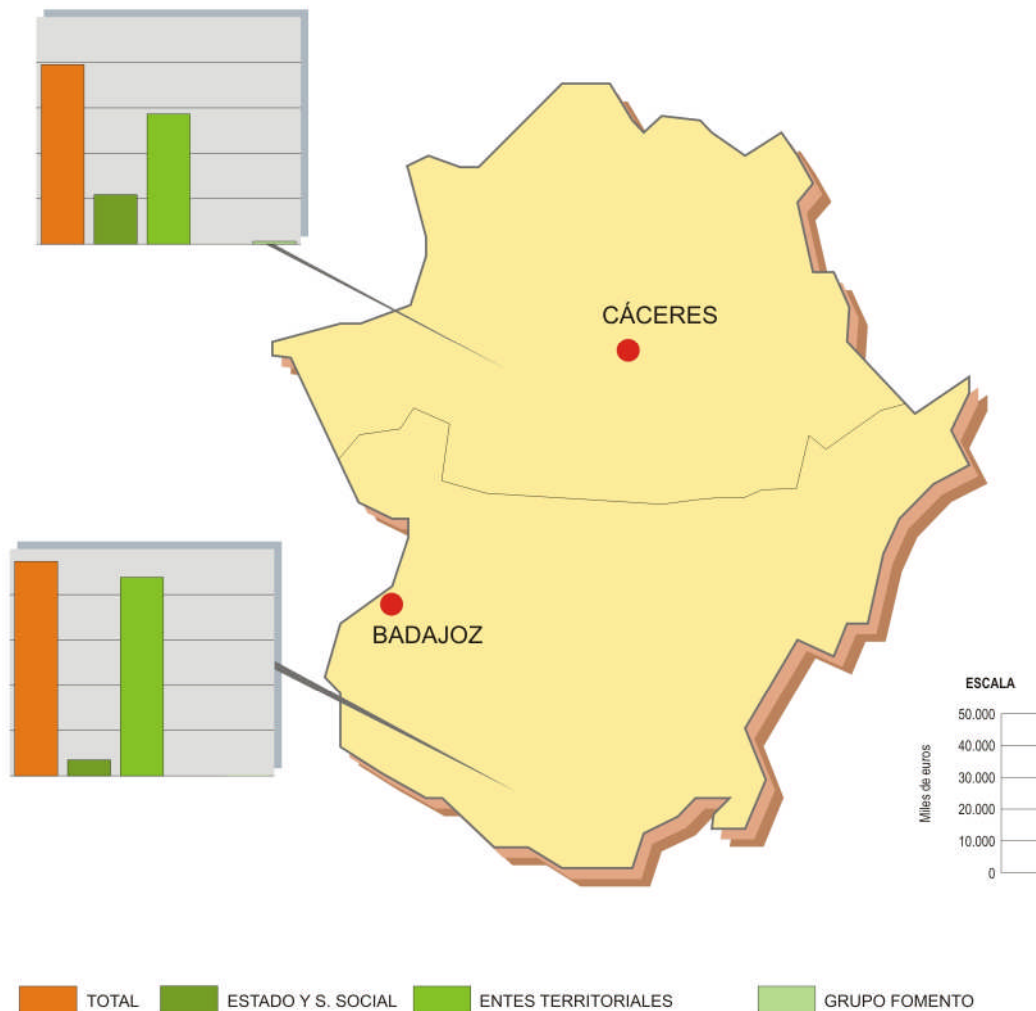 CÁCERES
BADAJOZ
ESCALA
Miles de euros
50.000
40.000
30.000
20.000
10.000
0
TOTAL
ESTADO Y S. SOCIAL
ENTES TERRITORIALES
GRUPO FOMENTO